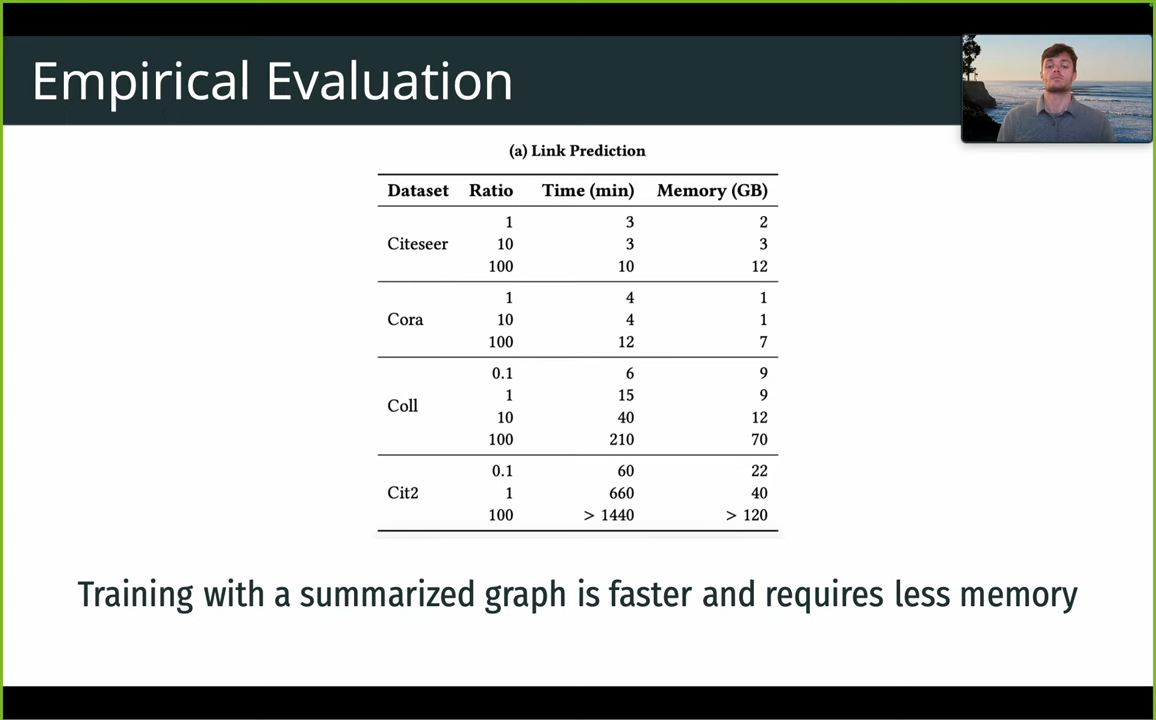 Empirical Evaluation
(a) Link Prediction
Dataset Ratio Time (min) Memory (GB)
1 3 2
Citeseer 10 3 3
100 10 12
1 4 1
Cora 10 4 1
100 12 7
0.1 6 9
1 15 9
Coll
10 40 12
100 210 70
0.1 60 22
Cit2 1 660 40
100 > 1440 > 120
Training with a summarized graph is faster and requires less memory